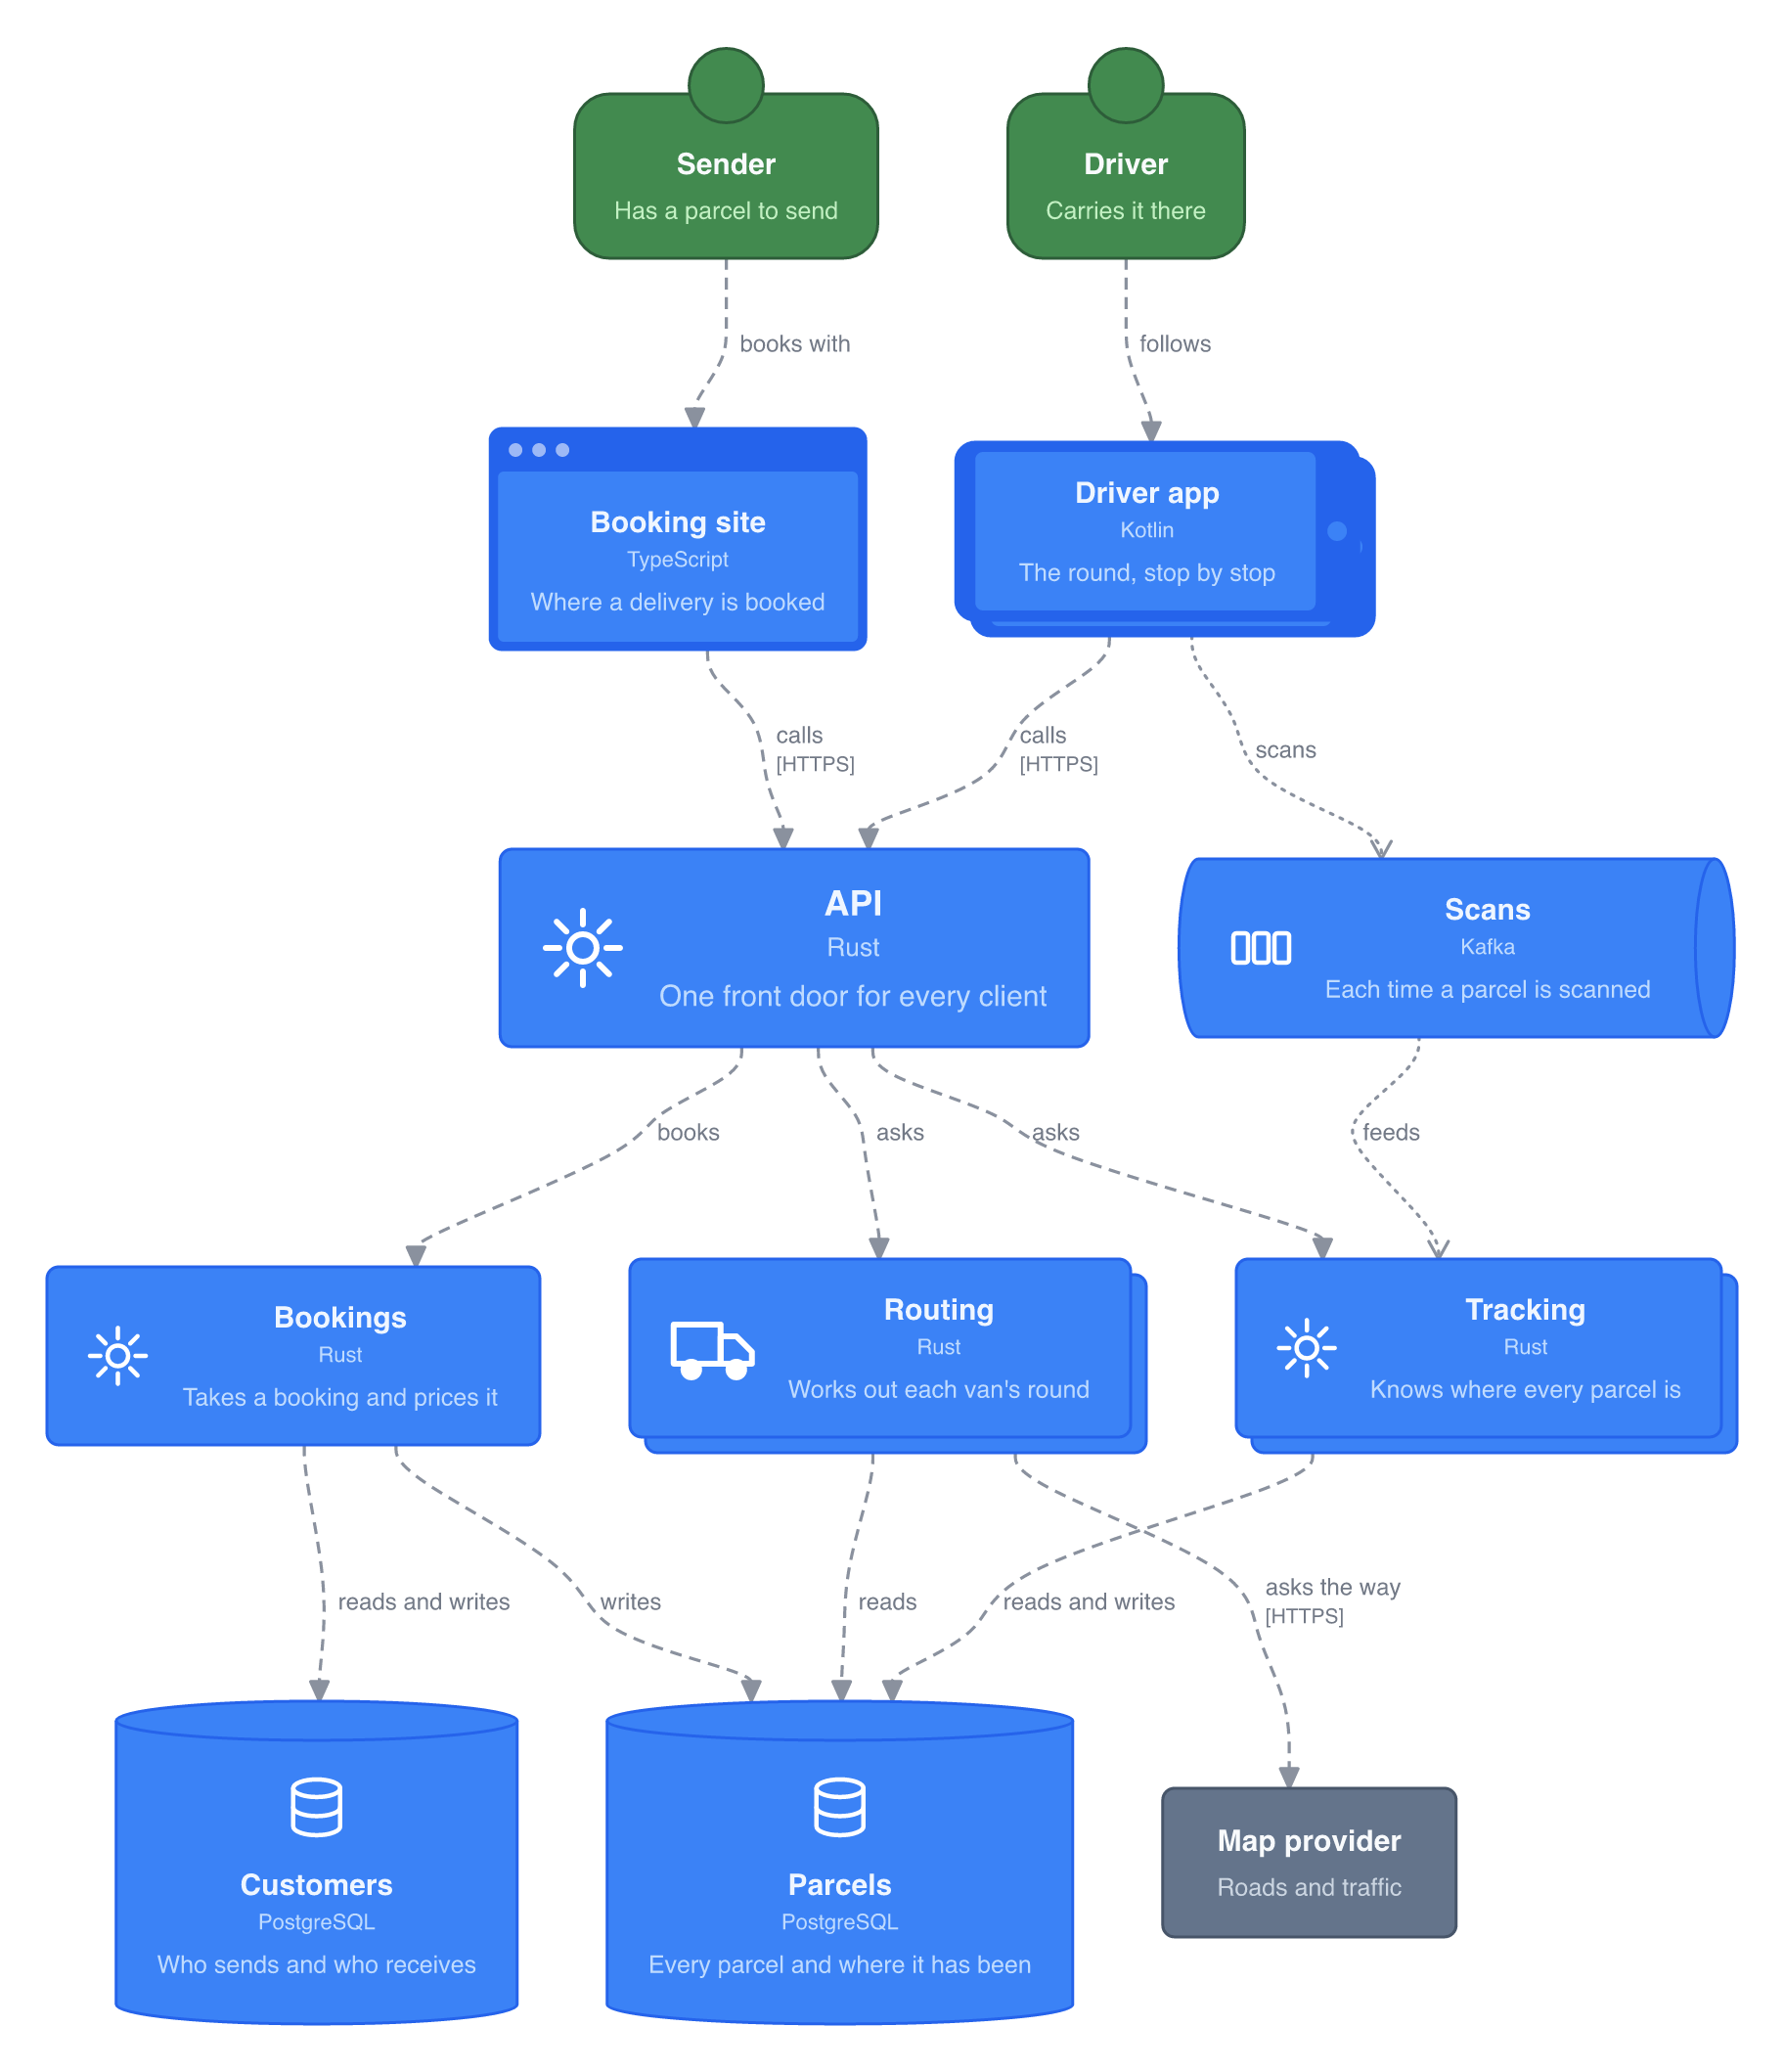 Sender
Has a parcel to send
Driver
Carries it there
books with
follows
Booking site
TypeScript
Where a delivery is booked
Driver app
Kotlin
The round, stop by stop
calls
[HTTPS]
calls
[HTTPS]
scans
API
Rust
One front door for every client
Scans
Kafka
Each time a parcel is scanned
books
asks
asks
feeds
Bookings
Rust
Takes a booking and prices it
Routing
Rust
Works out each van's round
Tracking
Rust
Knows where every parcel is
reads and writes
writes
reads
reads and writes
asks the way
[HTTPS]
Customers
PostgreSQL
Who sends and who receives
Parcels
PostgreSQL
Every parcel and where it has been
Map provider
Roads and traffic